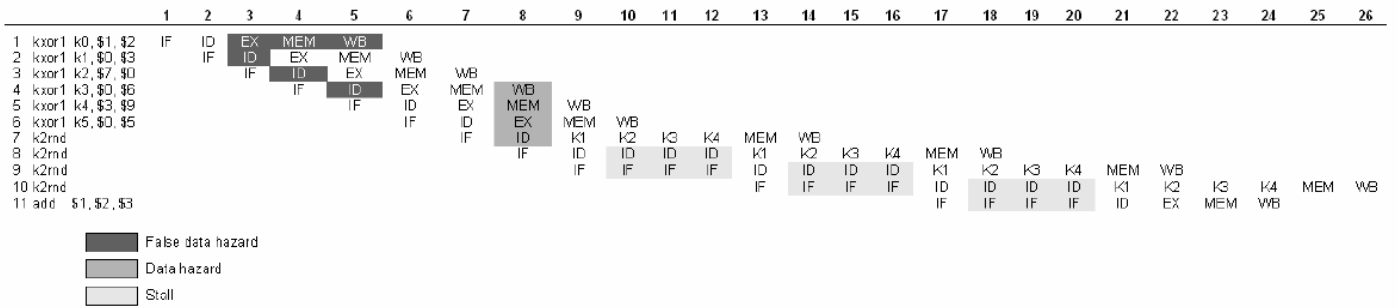 1 2 3 4 5 6 7 8 9 10 11 12 13 14 15 16 17 18 19 20 21 22 23 24 25 26
1 kxor1 k0, $1, $2 IF ID EX MEM WB
2 kxor1 k1, $0, $3 IF ID EX MEM WB
3 kxor1 k2, $7, $0 IF ID EX MEM WB
4 kxor1 k3, $0, $6 IF ID EX MEM WB
5 kxor1 k4, $3, $9 IF ID EX MEM WB
6 kxor1 k5, $0, $5 IF ID EX MEM WB
7 k2rnd IF ID K1 K2 K3 K4 MEM WB
8 k2rnd IF ID ID ID ID K1 K2 K3 K4 MEM WB
9 k2rnd IF IF IF IF ID ID ID ID K1 K2 K3 K4 MEM WB
10 k2rnd IF IF IF IF ID ID ID ID K1 K2 K3 K4 MEM WB
11 add $1, $2, $3 IF IF IF IF ID EX MEM WB
False data hazard
Data hazard
Stall